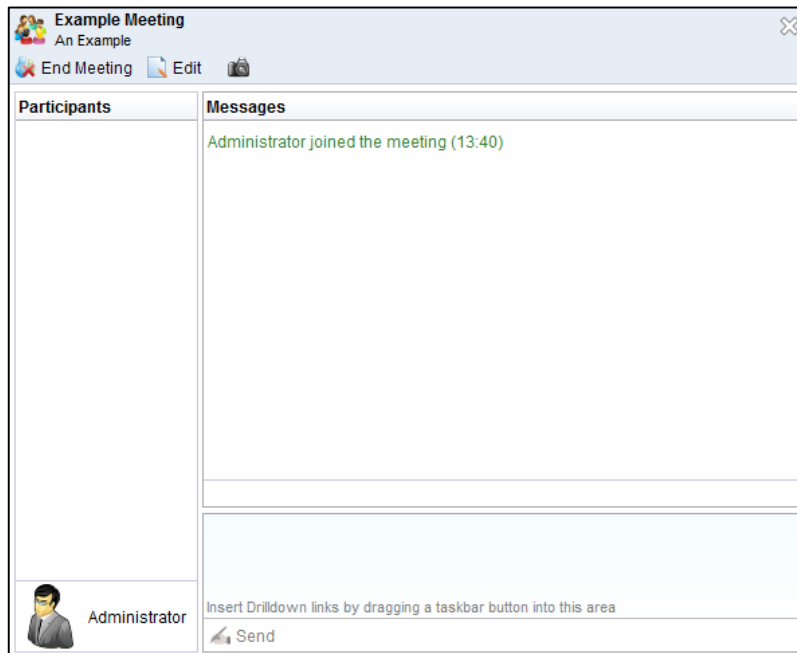 Example Meeting
An Example
End Meeting Edit
Participants
Messages
Administrator joined the meeting (13:40)
Administrator
Insert Drilldown links by dragging a taskbar button into this area
Send